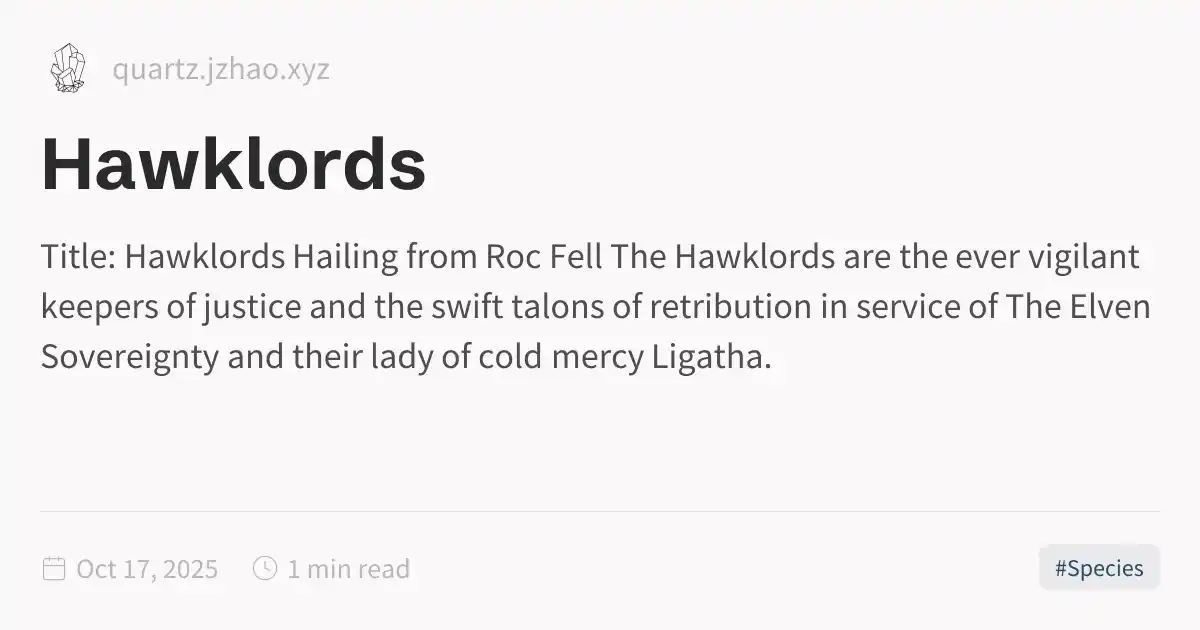 quartz.jzhao.xyz
Hawklords
Title: Hawklords Hailing from Roc Fell The Hawklords are the ever vigilant
keepers of justice and the swift talons of retribution in service of The Elven
Sovereignty and their lady of cold mercy Ligatha.
Oct 17, 2025 1 min read #Species